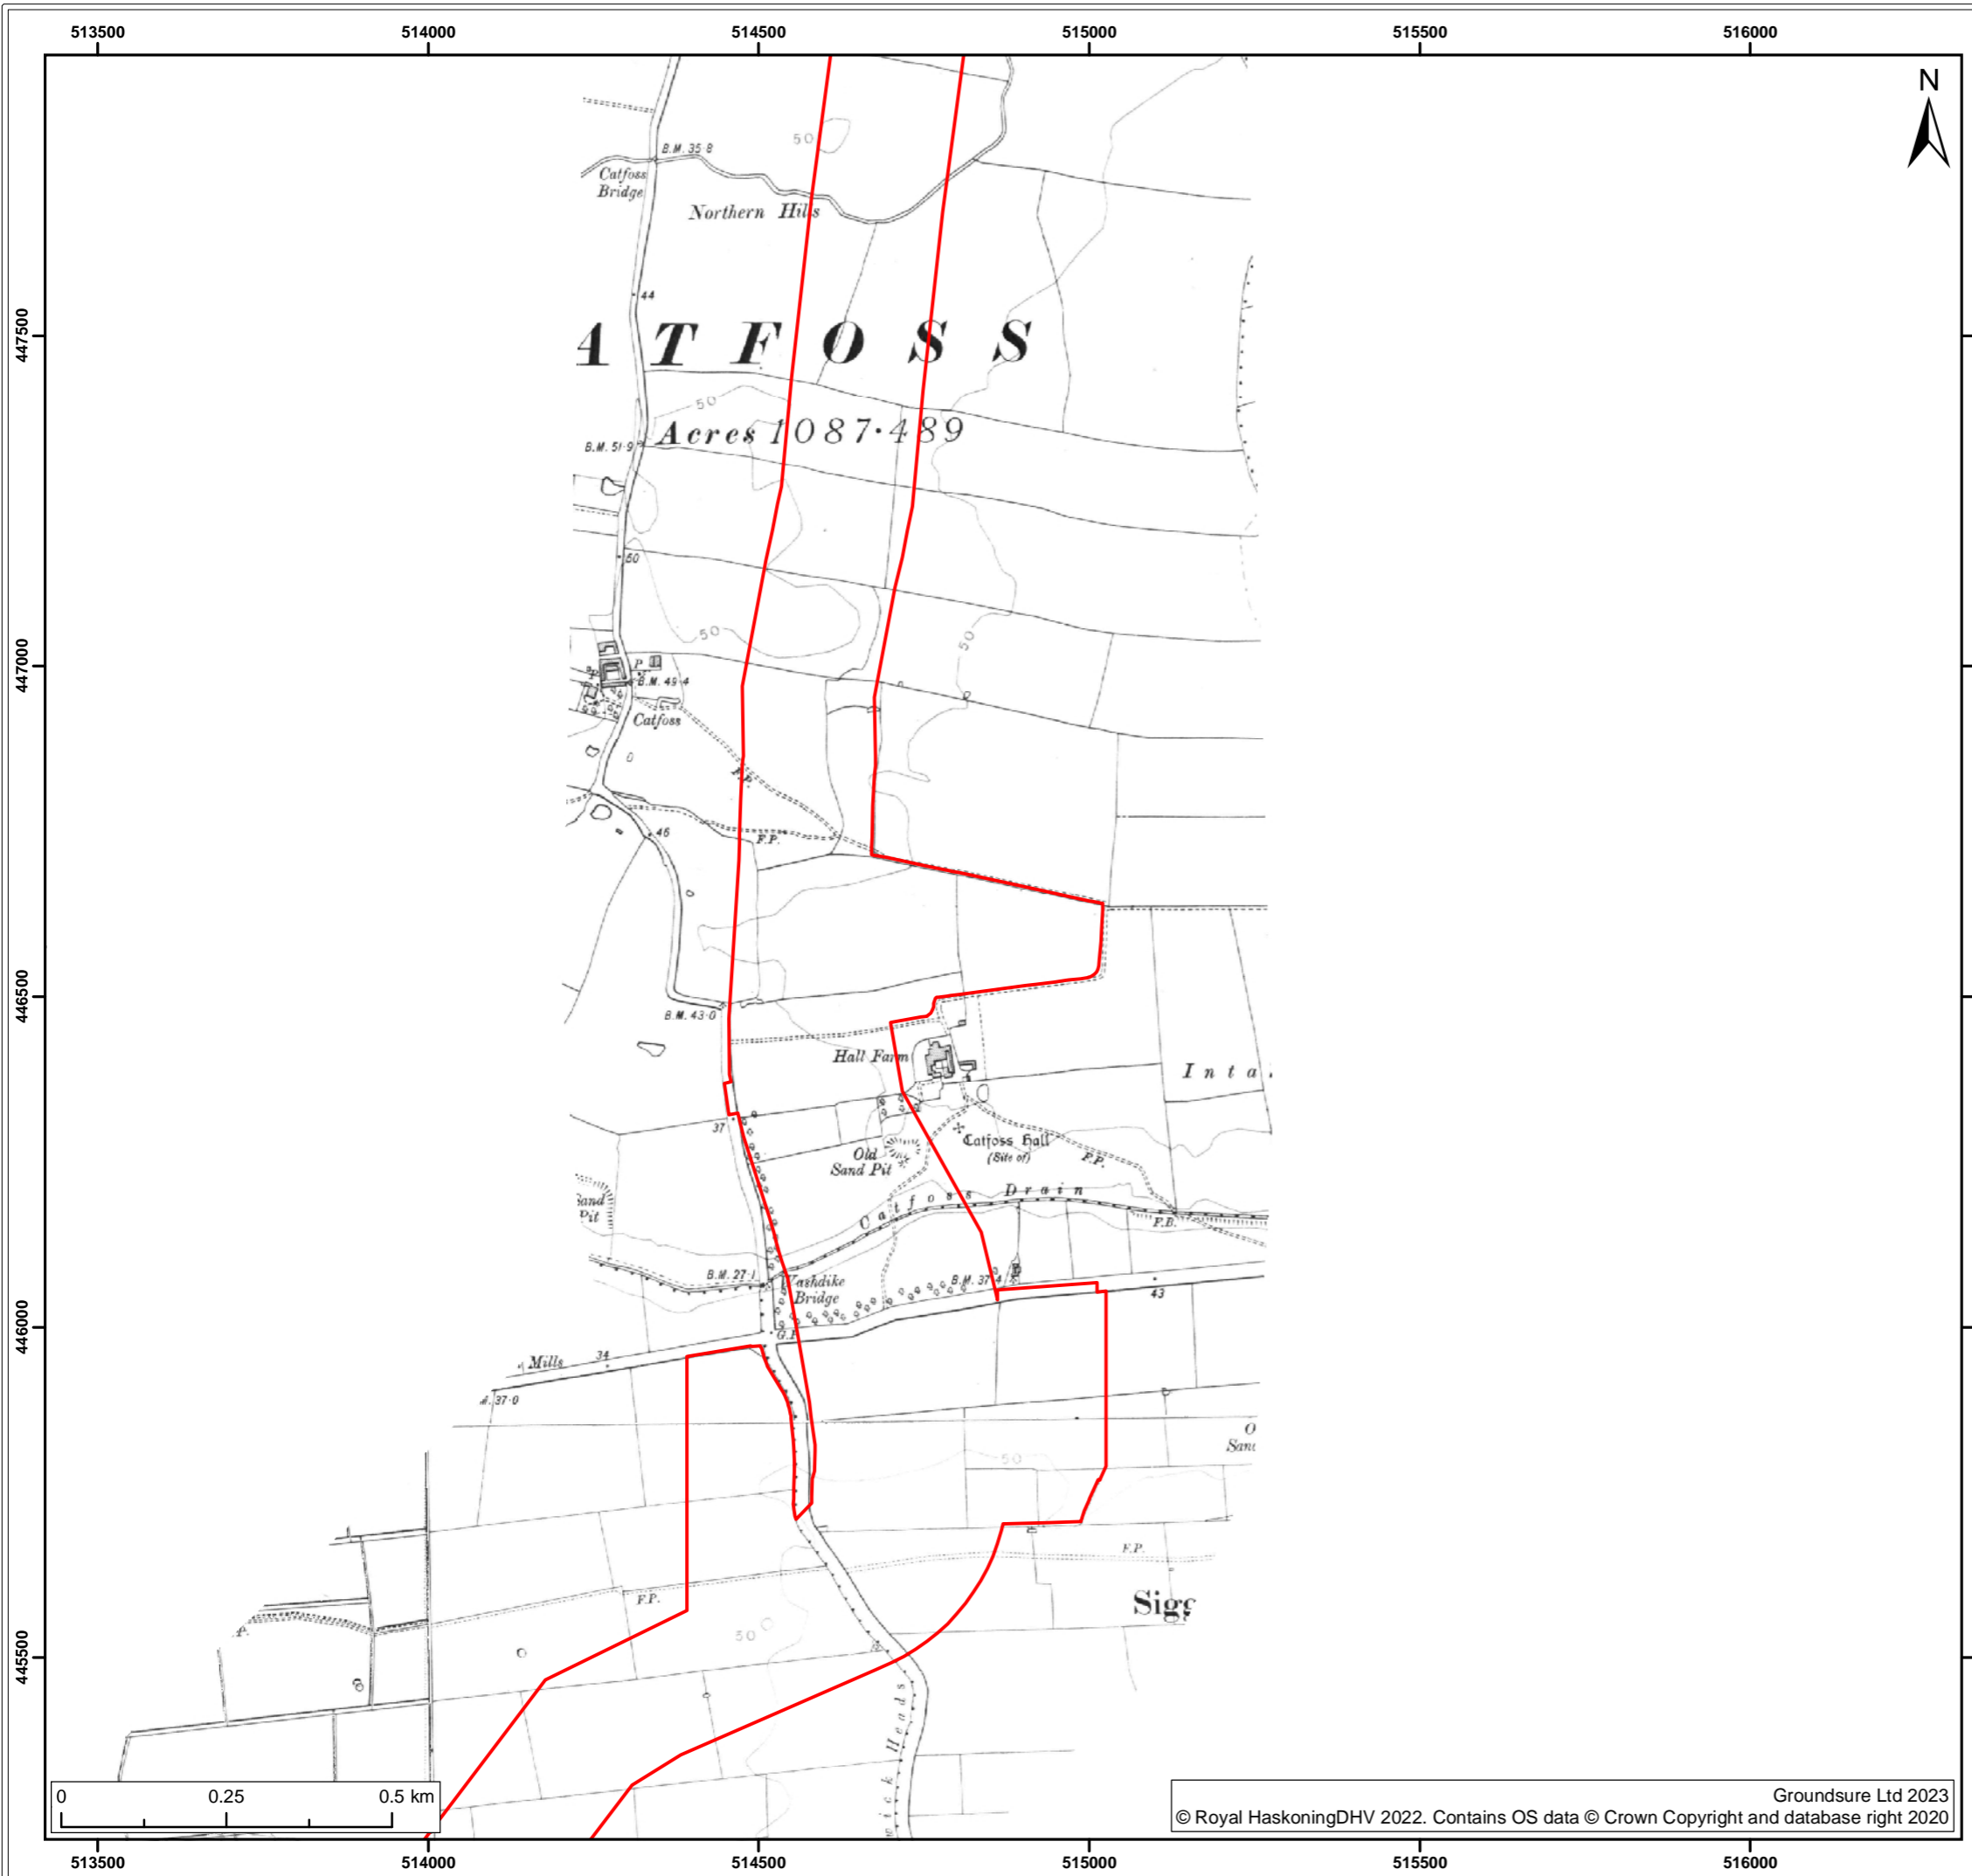 513500 514000 514500 515000 515500 516000
N
B.M. 35·8
50
Catfoss
Bridge
Northern Hills
44
447500
ATFOSS
50
Acres 1087·489
B.M. 51·9
50
50
50
447000
P
P
B.M. 49·4
Catfoss
F.P.
46
F.P.
446500
B.M. 43·0
Hall Farm
Inta
37
Catfoss Hall
(Site of)
Old
Sand Pit
F.P.
Sand
Pit
Catfoss Drain
F.B.
B.M. 27·1
Washdike
Bridge
B.M. 37·4
43
446000
G.P.
Mills
34
M. 37·0
O
Sand
50
F.P.
F.P.
Sigg
P.
50
445500
wick Heads
0 0.25 0.5 km
Groundsure Ltd 2023
© Royal HaskoningDHV 2022. Contains OS data © Crown Copyright and database right 2020
513500 514000 514500 515000 515500 516000